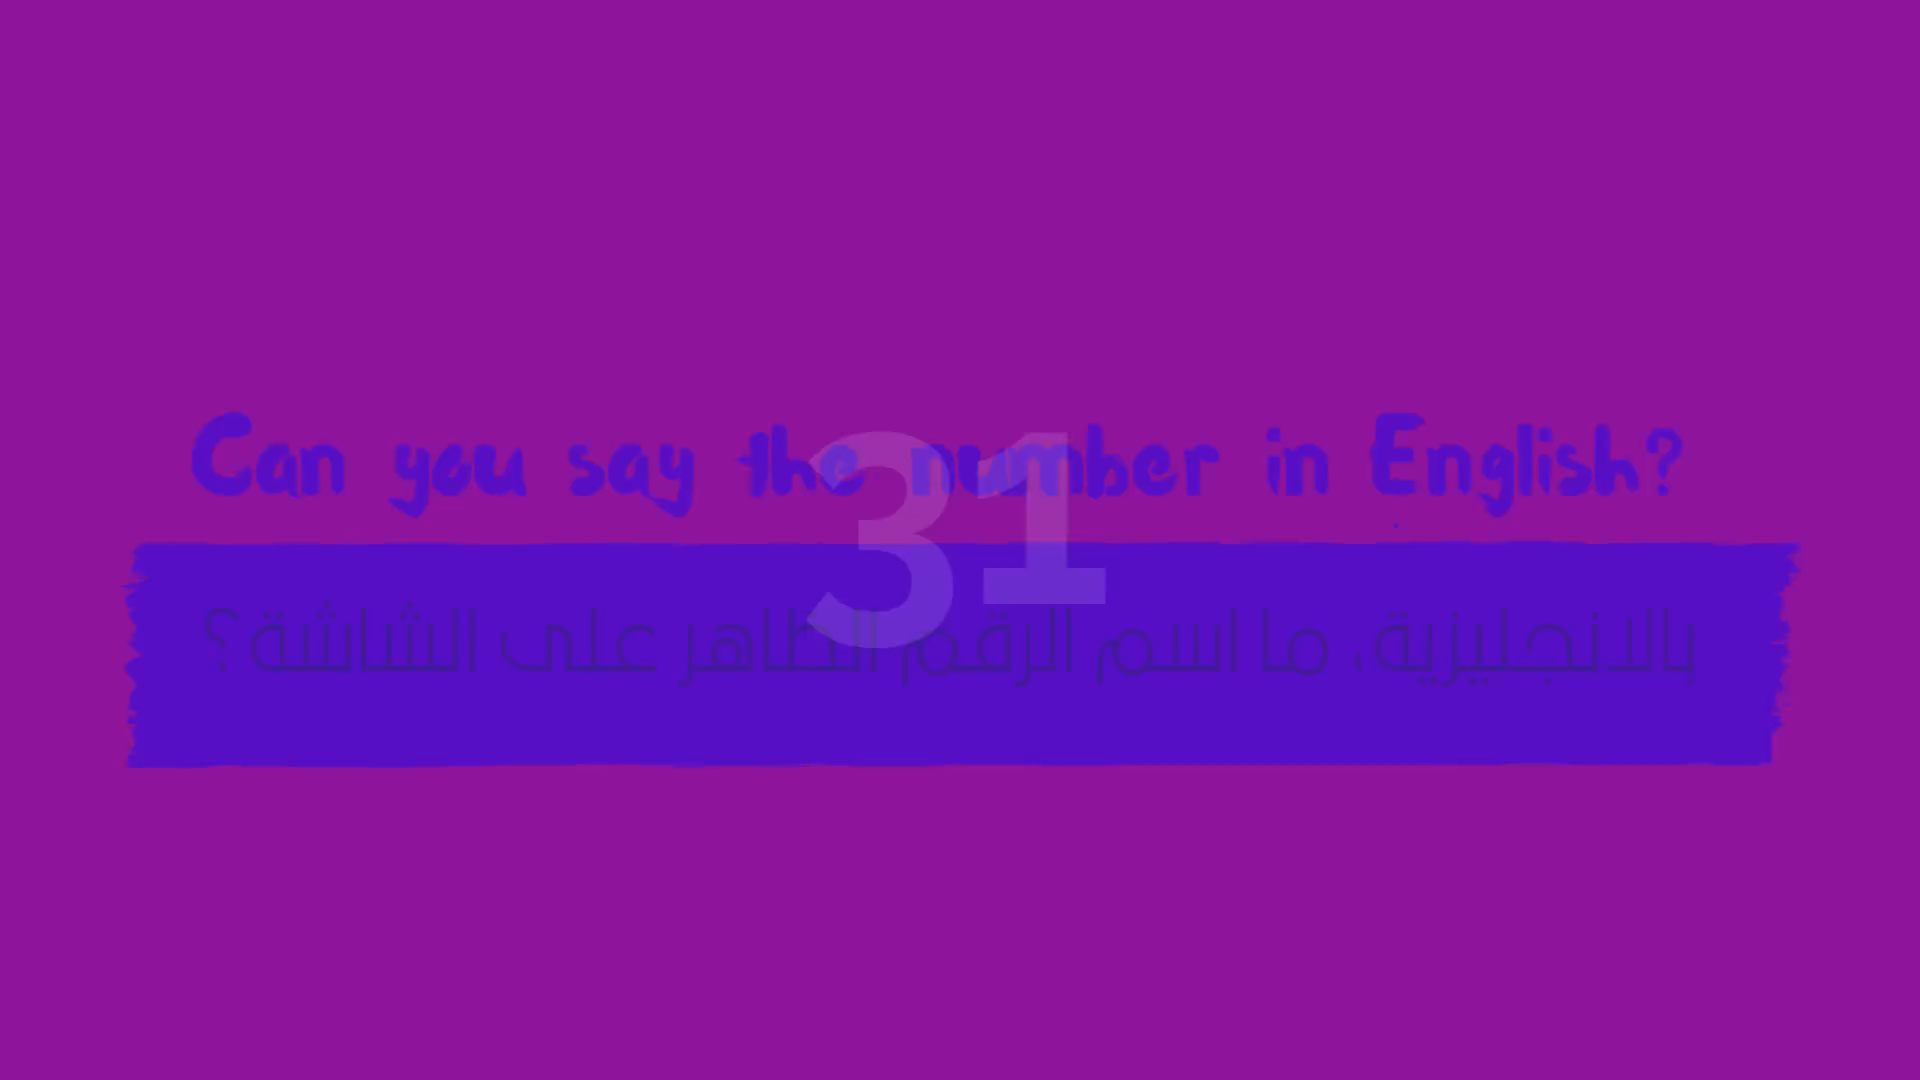 Can you say the number in English?
31
بالانجليزية، ما اسم الرقم الظاهر على الشاشة؟